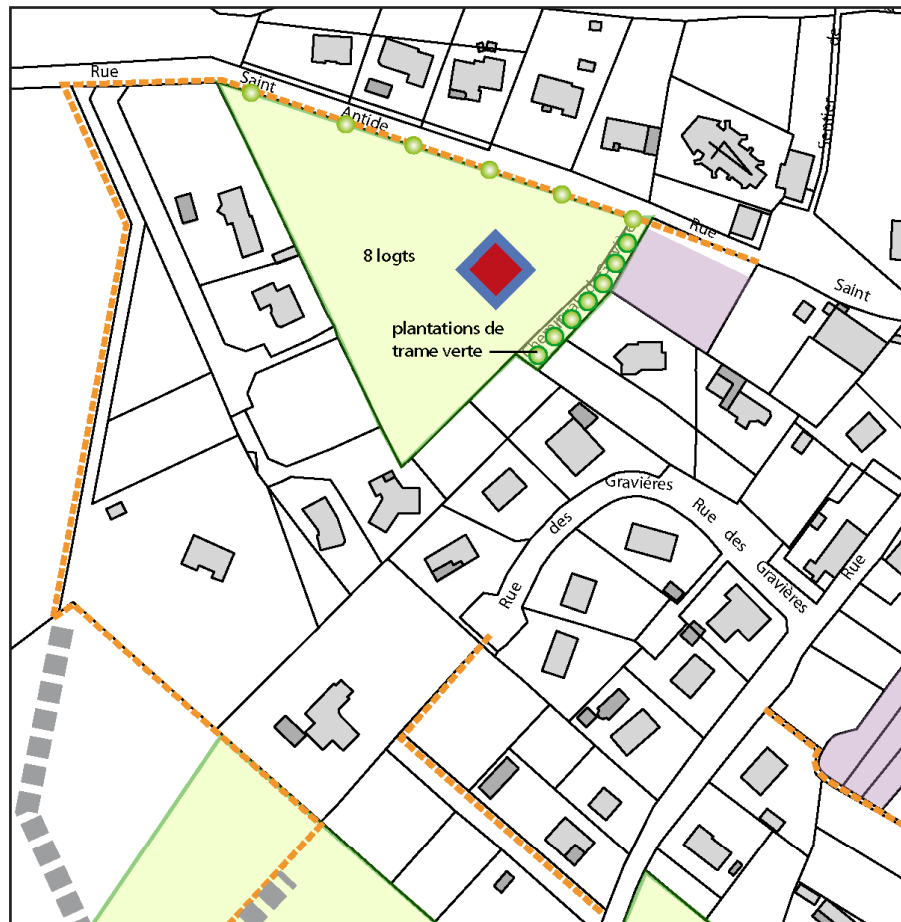 Rue
Saint
Antide
Sentier de
Rue
Saint
8 logts
plantations de
trame verte
Gravières
Rue des
Gravières
Rue des
Rue